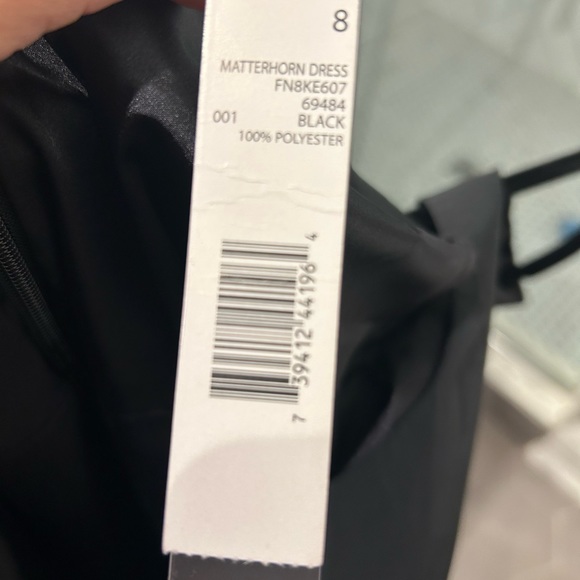 8
MATTERHORN DRESS
FN8KE607
69484
001 BLACK
100% POLYESTER
7 39412 44196 4